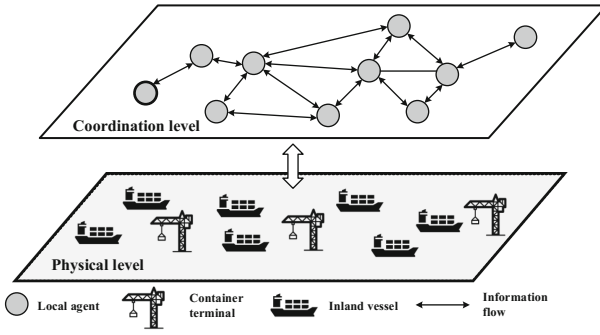 Coordination level
Physical level
Local agent
Container
terminal
Inland vessel
Information
flow